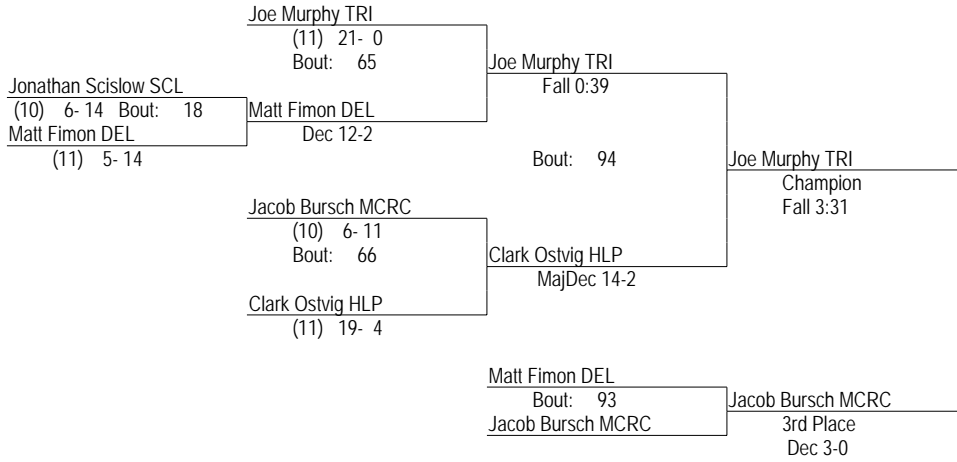 Joe Murphy TRI
(11) 21- 0
Bout: 65
Joe Murphy TRI
Fall 0:39
Jonathan Scislow SCL
(10) 6- 14 Bout: 18
Matt Fimon DEL
Dec 12-2
Matt Fimon DEL
(11) 5- 14
Bout: 94
Joe Murphy TRI
Champion
Fall 3:31
Jacob Bursch MCRC
(10) 6- 11
Bout: 66
Clark Ostvig HLP
MajDec 14-2
Clark Ostvig HLP
(11) 19- 4
Matt Fimon DEL
Bout: 93
Jacob Bursch MCRC
Jacob Bursch MCRC
3rd Place
Dec 3-0